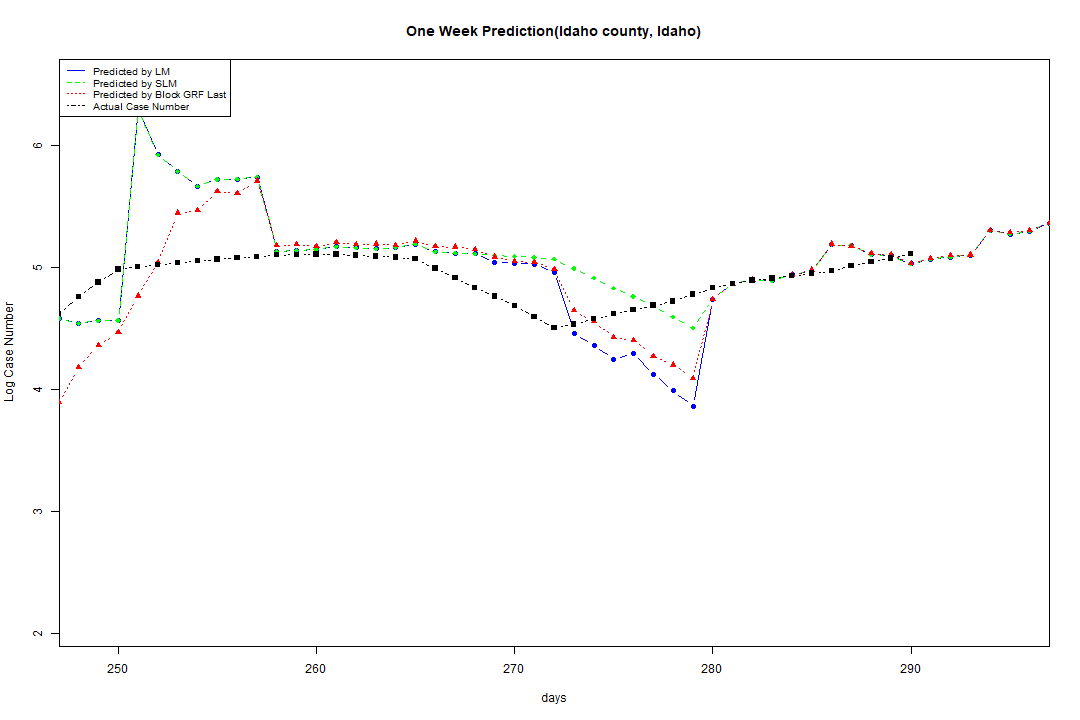 One Week Prediction(Idaho county, Idaho)
Predicted by LM
Predicted by SLM
Predicted by Block GRF Last
Actual Case Number
6
5
4
3
2
Log Case Number
250 260 270 280 290
days